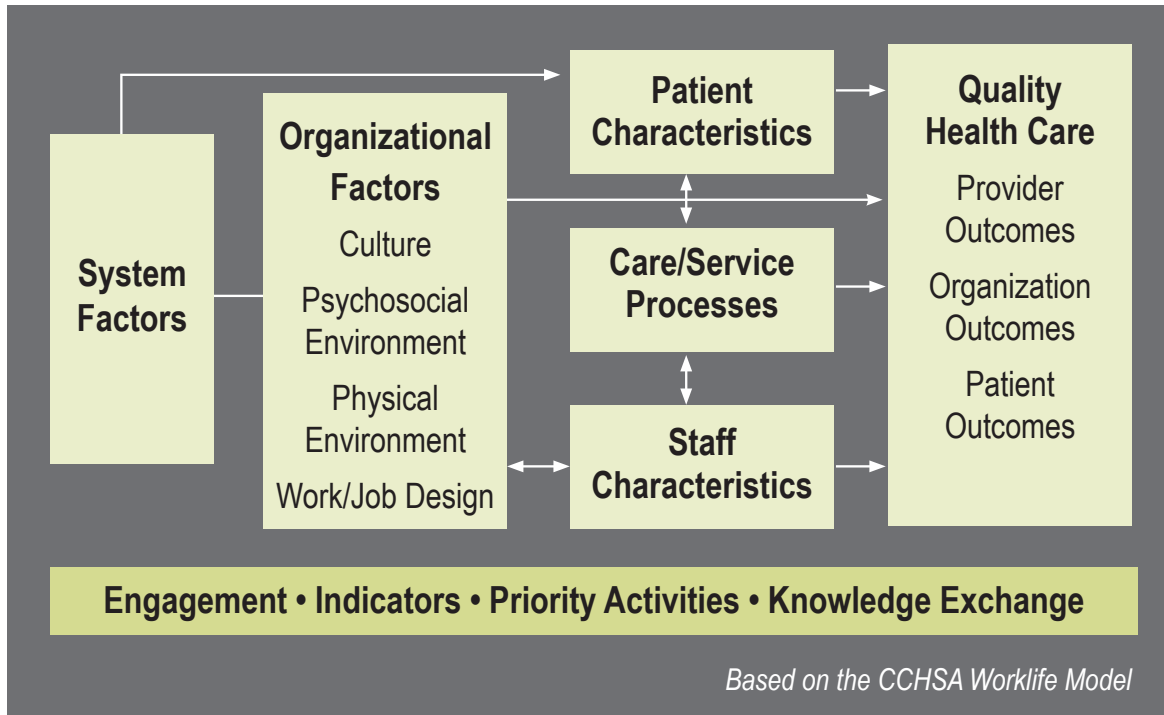 System
Factors
Organizational
Factors
Culture
Psychosocial
Environment
Physical
Environment
Work/Job Design
Patient
Characteristics
Care/Service
Processes
Staff
Characteristics
Quality
Health Care
Provider
Outcomes
Organization
Outcomes
Patient
Outcomes
Engagement • Indicators • Priority Activities • Knowledge Exchange
Based on the CCHSA Worklife Model